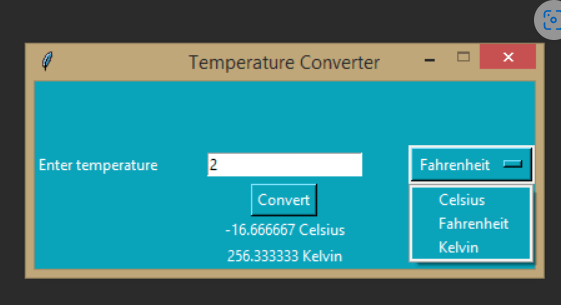 Temperature Converter
Enter temperature 2 Fahrenheit
Convert Celsius
-16.666667 Celsius Fahrenheit
256.333333 Kelvin Kelvin